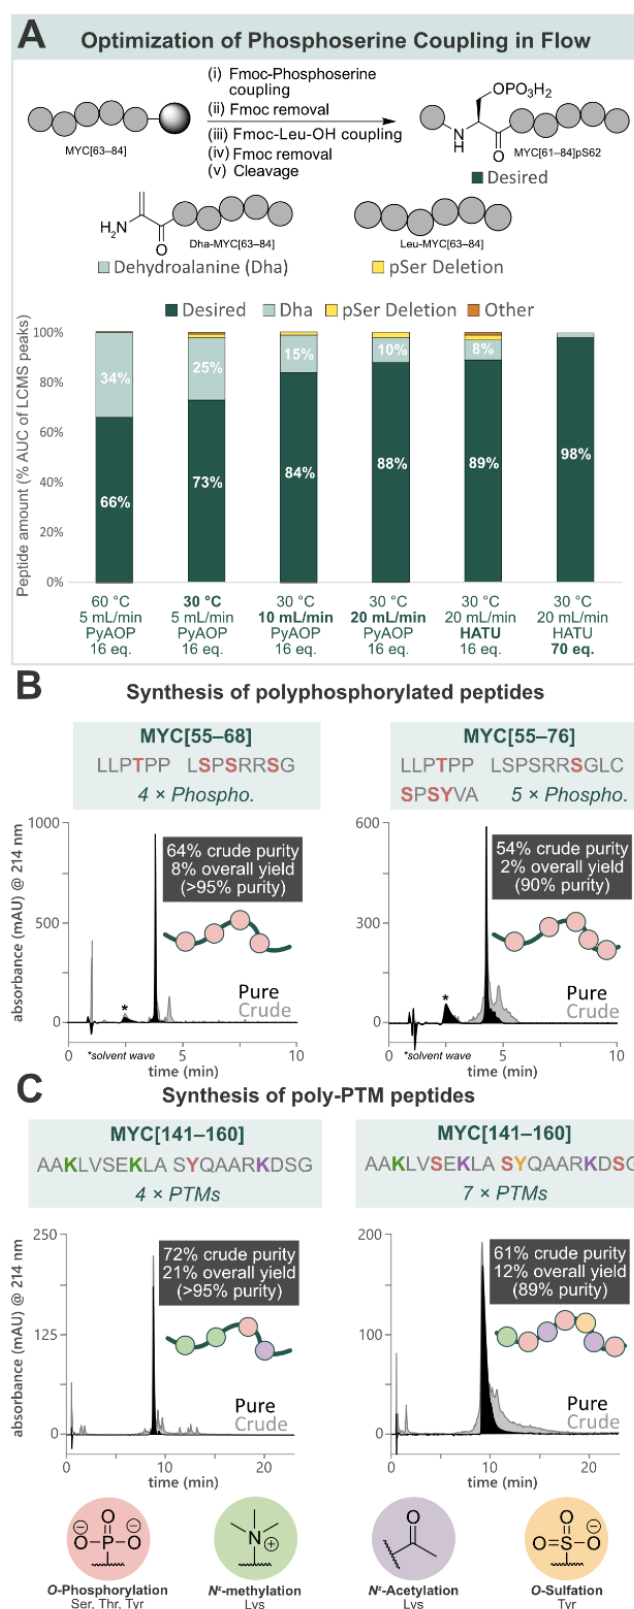 A Optimization of Phosphoserine Coupling in Flow
(i) Fmoc-Phosphoserine
coupling
(ii) Fmoc removal
(iii) Fmoc-Leu-OH coupling
(iv) Fmoc removal
(v) Cleavage
MYC[63–84]
OPO₃H₂
N
H
O
MYC[61–84]pS62
Desired
H₂N
O
Dha-MYC[63–84]
Dehydroalanine (Dha)
Leu-MYC[63–84]
pSer Deletion
Desired Dha pSer Deletion Other
Peptide amount (% AUC of LCMS peaks)
100%
80%
60%
40%
20%
0%
34% 25% 15% 10% 8%
66% 73% 84% 88% 89% 98%
60 °C 30 °C 30 °C 30 °C 30 °C 30 °C
5 mL/min 5 mL/min 10 mL/min 20 mL/min 20 mL/min 20 mL/min
PyAOP PyAOP PyAOP PyAOP HATU HATU
16 eq. 16 eq. 16 eq. 16 eq. 16 eq. 70 eq.
B Synthesis of polyphosphorylated peptides
MYC[55–68]
LLPTPP LSPSRRSG
4 × Phospho.
absorbance (mAU) @ 214 nm
1000
500
0
64% crude purity
8% overall yield
(>95% purity)
Pure
Crude
*
0 5 10
*solvent wave
time (min)
MYC[55–76]
LLPTPP LSPSRRSGLC
SPSYVA 5 × Phospho.
600
300
0
54% crude purity
2% overall yield
(90% purity)
Pure
Crude
*
0 5 10
*solvent wave
time (min)
C Synthesis of poly-PTM peptides
MYC[141–160]
AAKLVSEKLA SYQAARKDSG
4 × PTMs
absorbance (mAU) @ 214 nm
250
125
0
72% crude purity
21% overall yield
(>95% purity)
Pure
Crude
0 10 20
time (min)
MYC[141–160]
AAKLVSEKLA SYQAARKDSG
7 × PTMs
200
100
0
61% crude purity
12% overall yield
(89% purity)
Pure
Crude
0 10 20
time (min)
O
⊖O–P–O⊖
O-Phosphorylation
Ser, Thr, Tyr
N
⊕
Nᵋ-methylation
Lys
O
Nᵋ-Acetylation
Lys
O
O=S–O⊖
O-Sulfation
Tyr